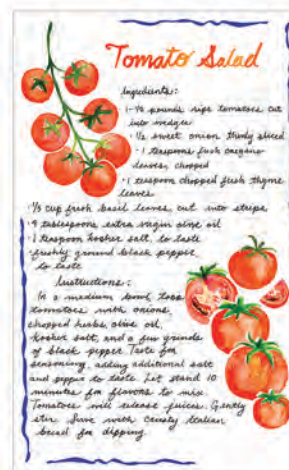 Tomato Salad
Ingredients:
· 1-½ pounds ripe tomatoes cut
into wedges
· ½ sweet onion thinly sliced
· 1 teaspoons fresh oregano
leaves, chopped
· 1 teaspoon chopped fresh thyme
leaves
· ⅓ cup fresh basil leaves, cut into strips
· 4 tablespoons extra virgin olive oil
· 1 teaspoon kosher salt, to taste
· freshly ground black pepper
to taste
Instructions:
In a medium bowl, toss
tomatoes with onions,
chopped herbs, olive oil,
kosher salt, and a few grinds
of black pepper. Taste for
seasoning, adding additional salt
and pepper to taste. Let stand 10
minutes for flavors to mix.
Tomatoes will release juices. Gently
stir. Serve with crusty Italian
bread for dipping.